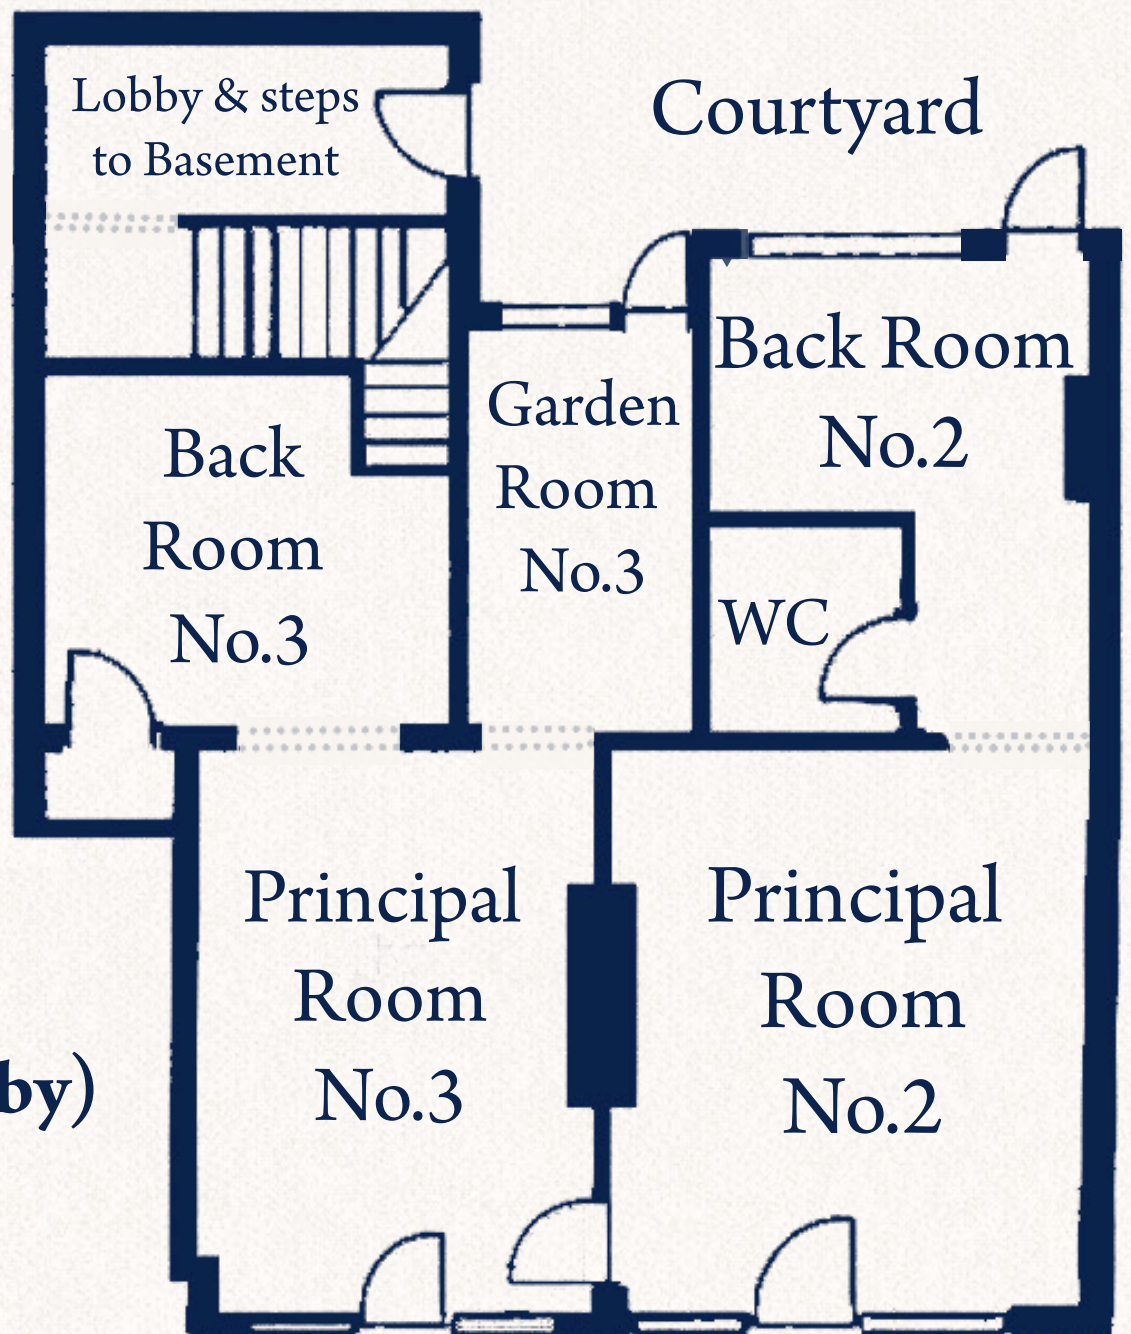 Lobby & steps
to Basement
Courtyard
Back Room
No.2
Garden
Room
No.3
Back
Room
No.3
WC
Principal
Room
No.3
Principal
Room
No.2
by)